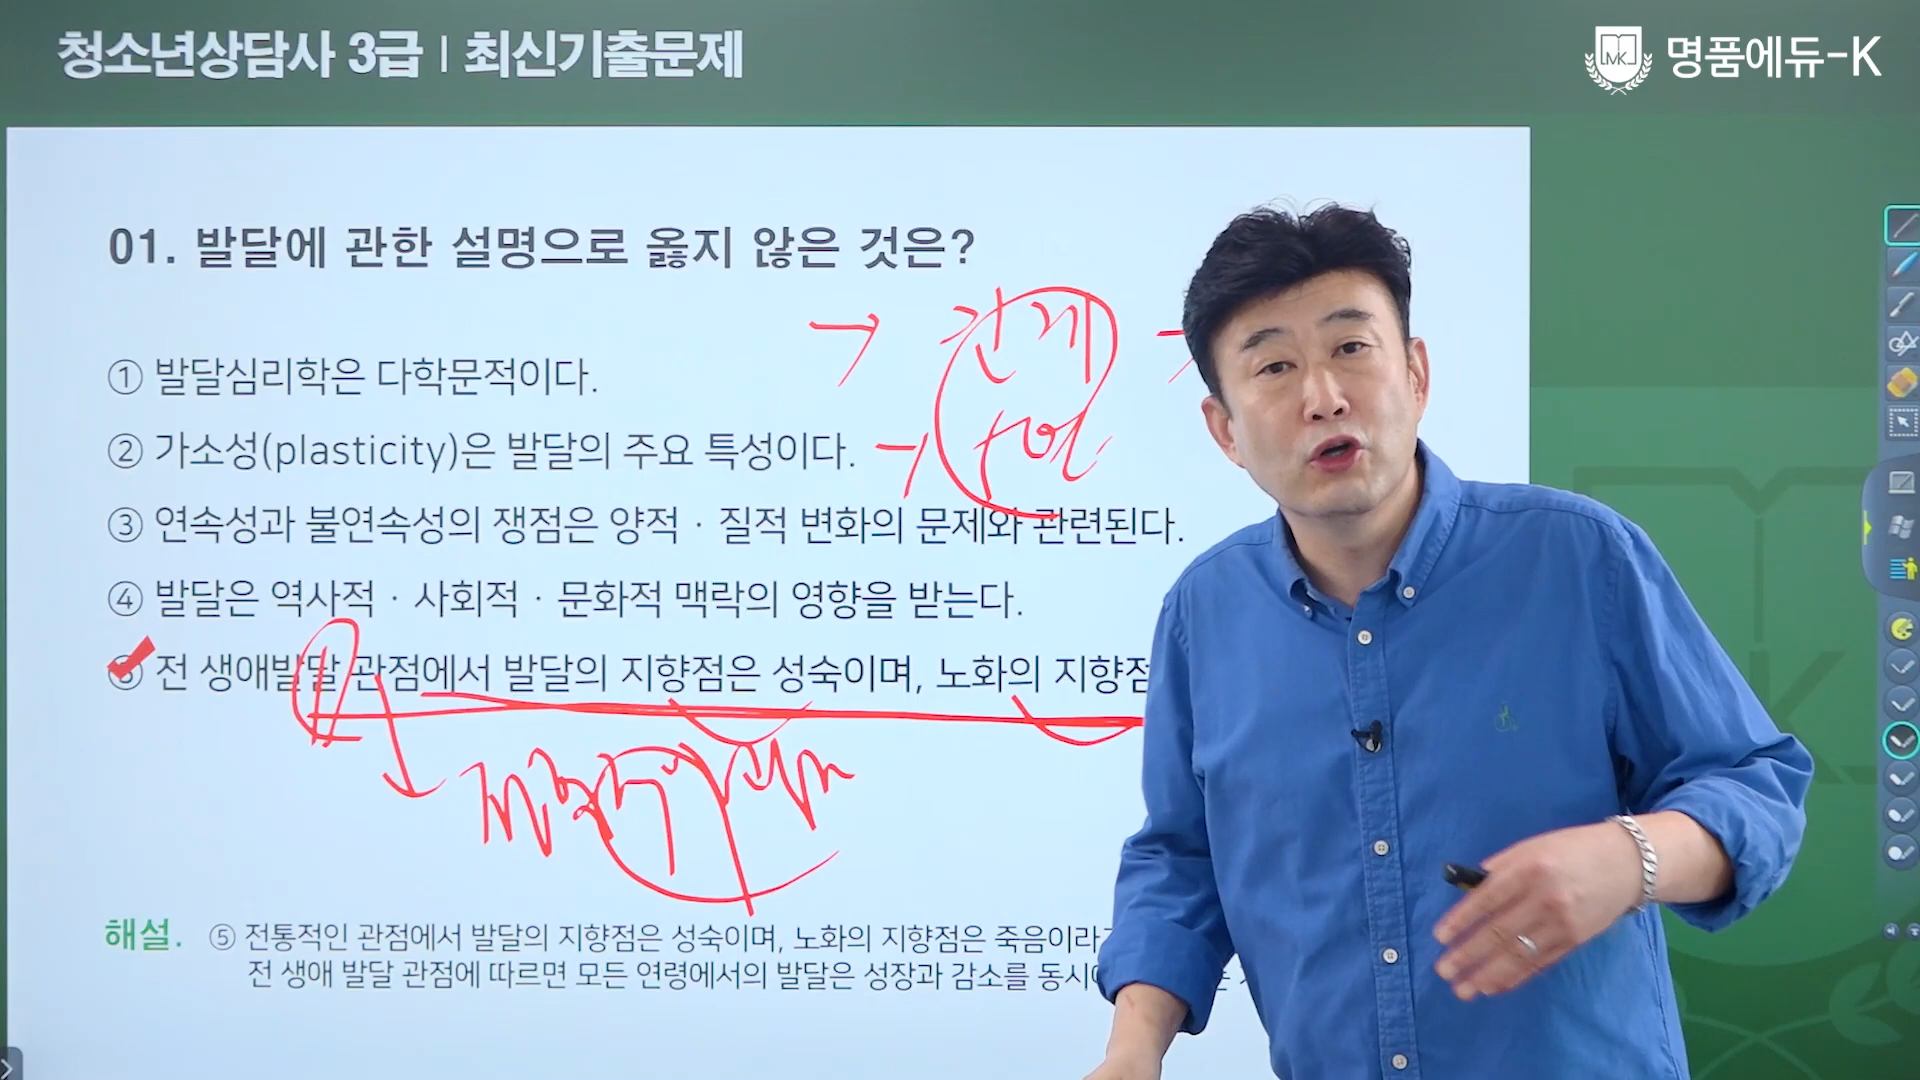 청소년상담사 3급 | 최신기출문제
명품에듀-K
MK
01. 발달에 관한 설명으로 옳지 않은 것은?
① 발달심리학은 다학문적이다.
② 가소성(plasticity)은 발달의 주요 특성이다.
③ 연속성과 불연속성의 쟁점은 양적 · 질적 변화의 문제와 관련된다.
④ 발달은 역사적 · 사회적 · 문화적 맥락의 영향을 받는다.
⑤ 전 생애발달 관점에서 발달의 지향점은 성숙이며, 노화의 지향점
해설. ⑤ 전통적인 관점에서 발달의 지향점은 성숙이며, 노화의 지향점은 죽음이라
전 생애 발달 관점에 따르면 모든 연령에서의 발달은 성장과 감소를 동시